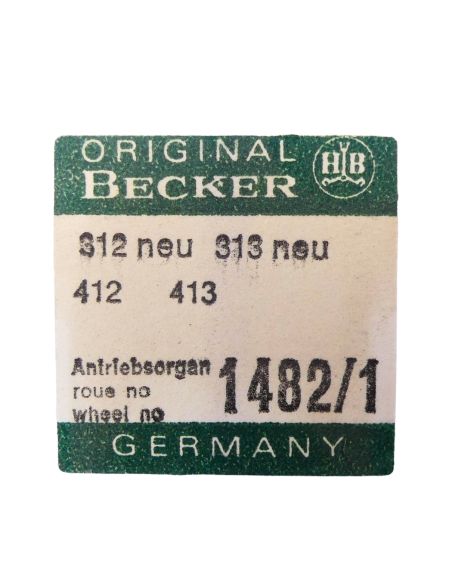 ORIGINAL
BECKER
HB
312 neu 313 neu
412 413
Antriebsorgan
roue no
wheel no
1482/1
GERMANY